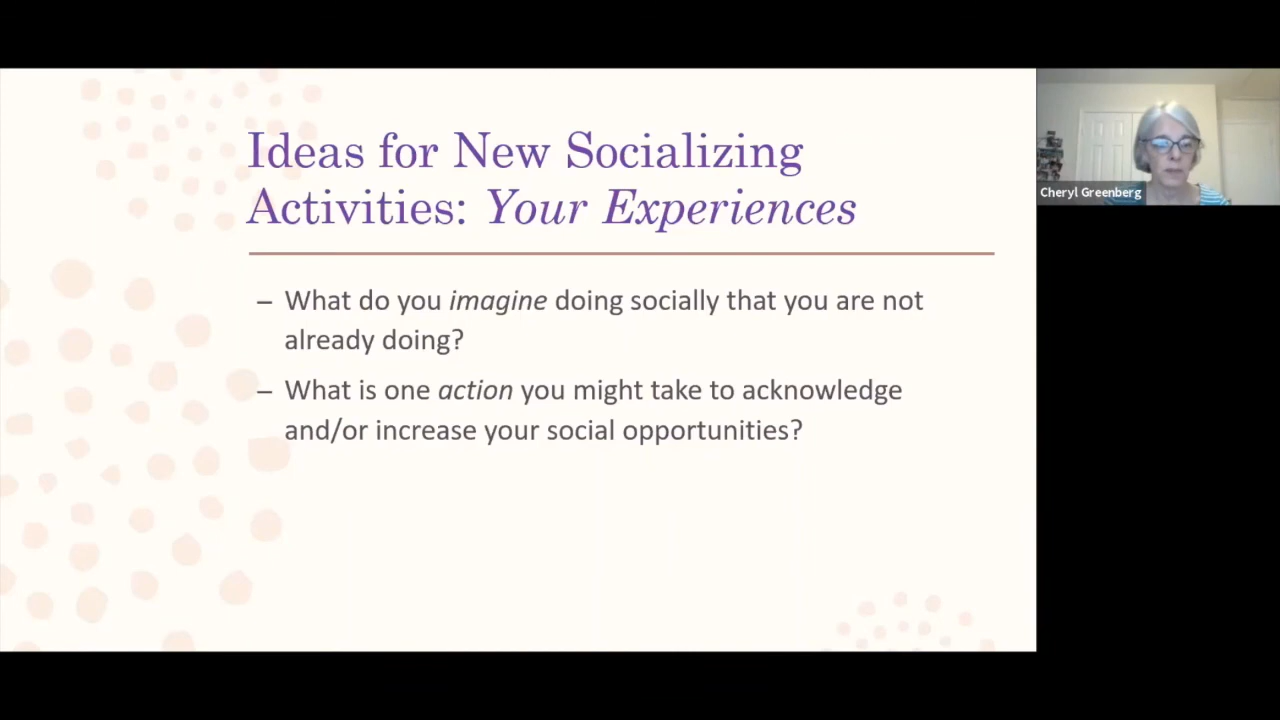 Ideas for New Socializing
Activities: Your Experiences
– What do you imagine doing socially that you are not
already doing?
– What is one action you might take to acknowledge
and/or increase your social opportunities?
Cheryl Greenberg